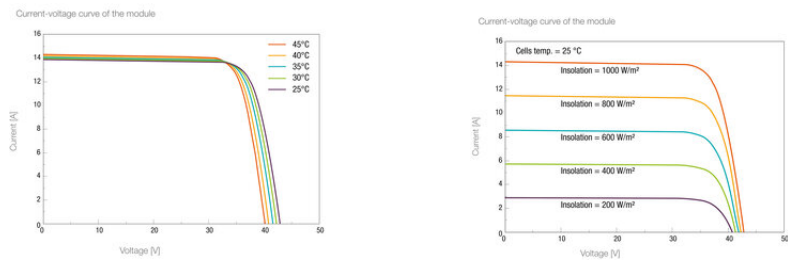 Current-voltage curve of the module
16
14
12
10
8
6
4
2
0
0
10
20
30
40
50
Current [A]
Voltage [V]
45°C
40°C
35°C
30°C
25°C
Current-voltage curve of the module
16
14
12
10
8
6
4
2
0
0
10
20
30
40
50
Current [A]
Voltage [V]
Cells temp. = 25 °C
Insolation = 1000 W/m²
Insolation = 800 W/m²
Insolation = 600 W/m²
Insolation = 400 W/m²
Insolation = 200 W/m²